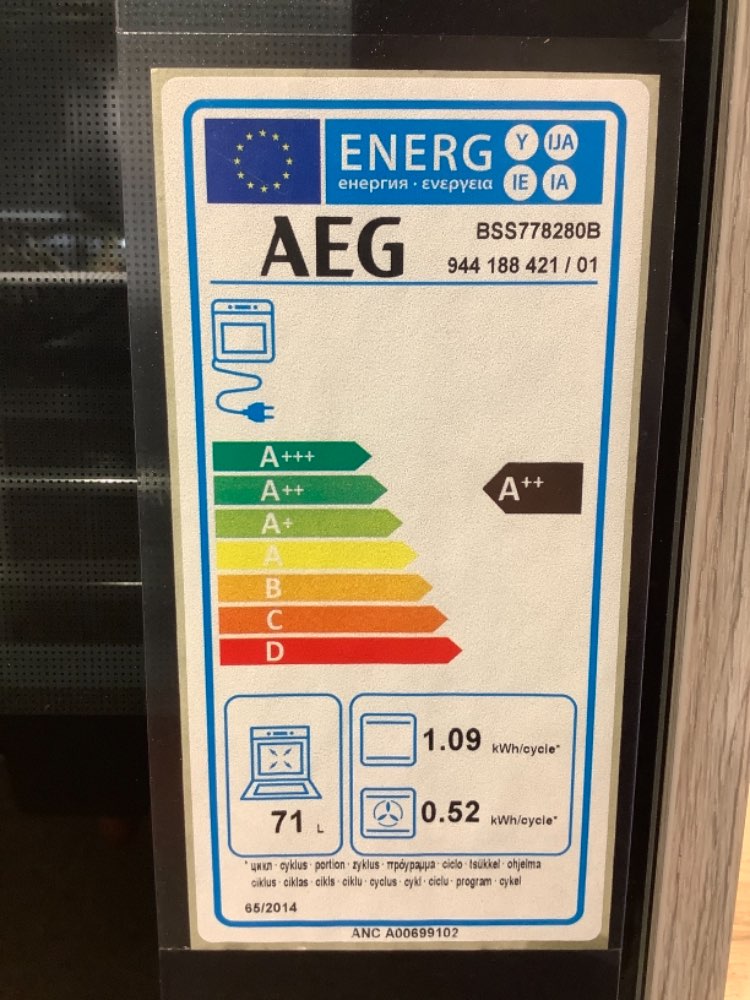 ENERG Y IJA
енергия · ενεργεια IE IA
AEG
BSS778280B
944 188 421 / 01
A+++
A++
A++
A+
A
B
C
D
71 L
1.09 kWh/cycle*
0.52 kWh/cycle*
* цикл · cyklus · portion · zyklus · πρόγραμμα · ciclo · tsükkel · ohjelma
ciklus · ciklas · cikls · ciklu · cyclus · cykl · ciclu · program · cykel
65/2014
ANC A00699102